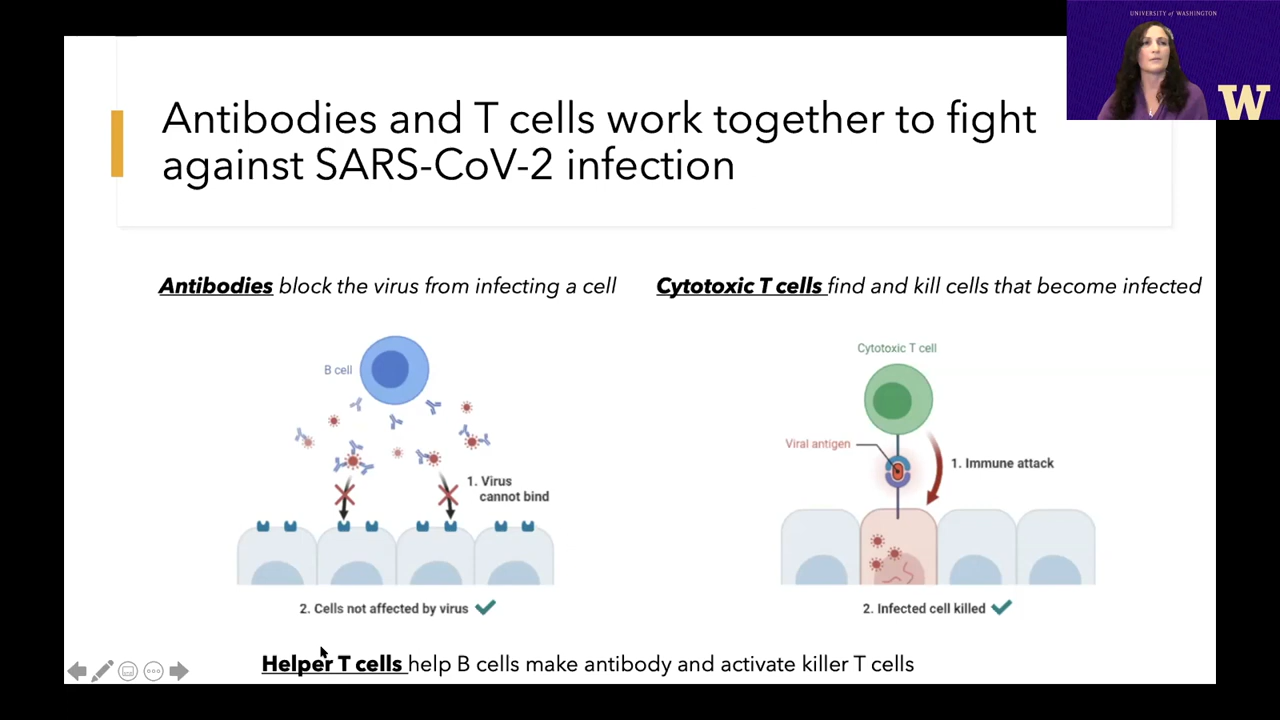 UNIVERSITY of WASHINGTON
W
Antibodies and T cells work together to fight
against SARS-CoV-2 infection
Antibodies block the virus from infecting a cell
Cytotoxic T cells find and kill cells that become infected
B cell
1. Virus
cannot bind
2. Cells not affected by virus
Cytotoxic T cell
Viral antigen
1. Immune attack
2. Infected cell killed
Helper T cells help B cells make antibody and activate killer T cells